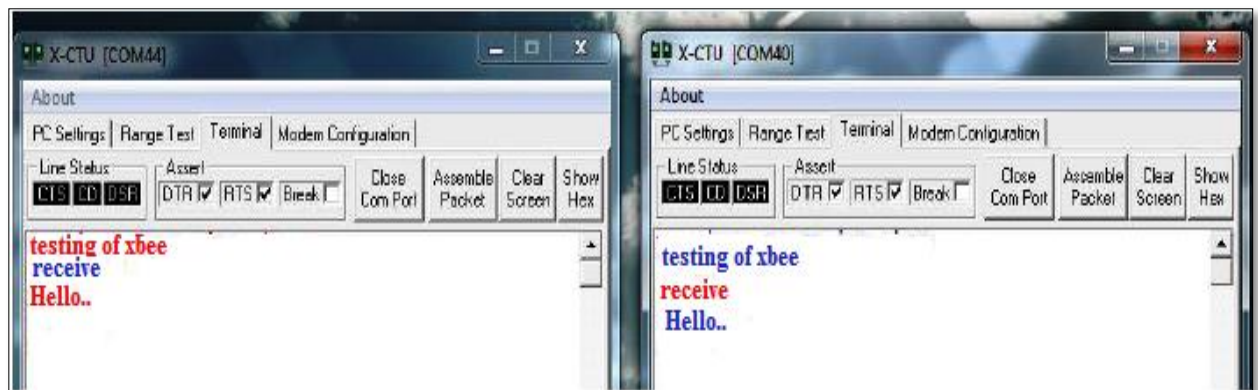 X-CTU [COM44]
About
PC Settings Range Test Terminal Modem Configuration
Line Status
CTS CD DSR
Assert
DTR RTS Break
Close Com Port
Assemble Packet
Clear Screen
Show Hex
testing of xbee
receive
Hello..
X-CTU [COM40]
About
PC Settings Range Test Terminal Modem Configuration
Line Status
CTS CD DSR
Assert
DTR RTS Break
Close Com Port
Assemble Packet
Clear Screen
Show Hex
testing of xbee
receive
Hello..